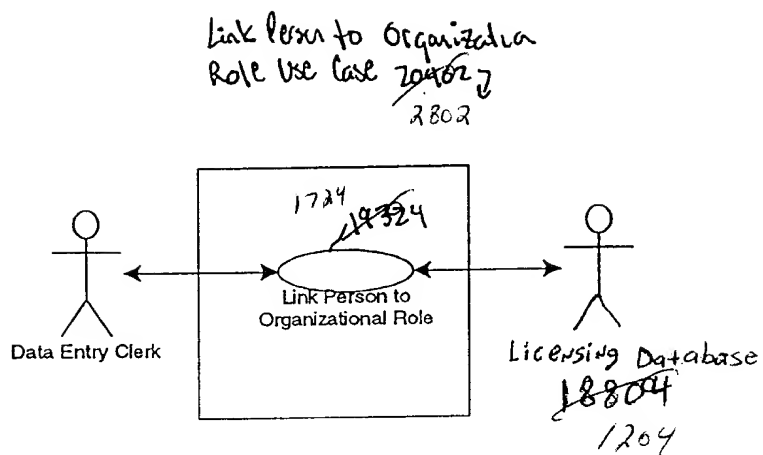 Link Person to Organization
Role Use Case 20402
2802
1724
19324
Link Person to
Organizational Role
Data Entry Clerk
Licensing Database
18804
1204